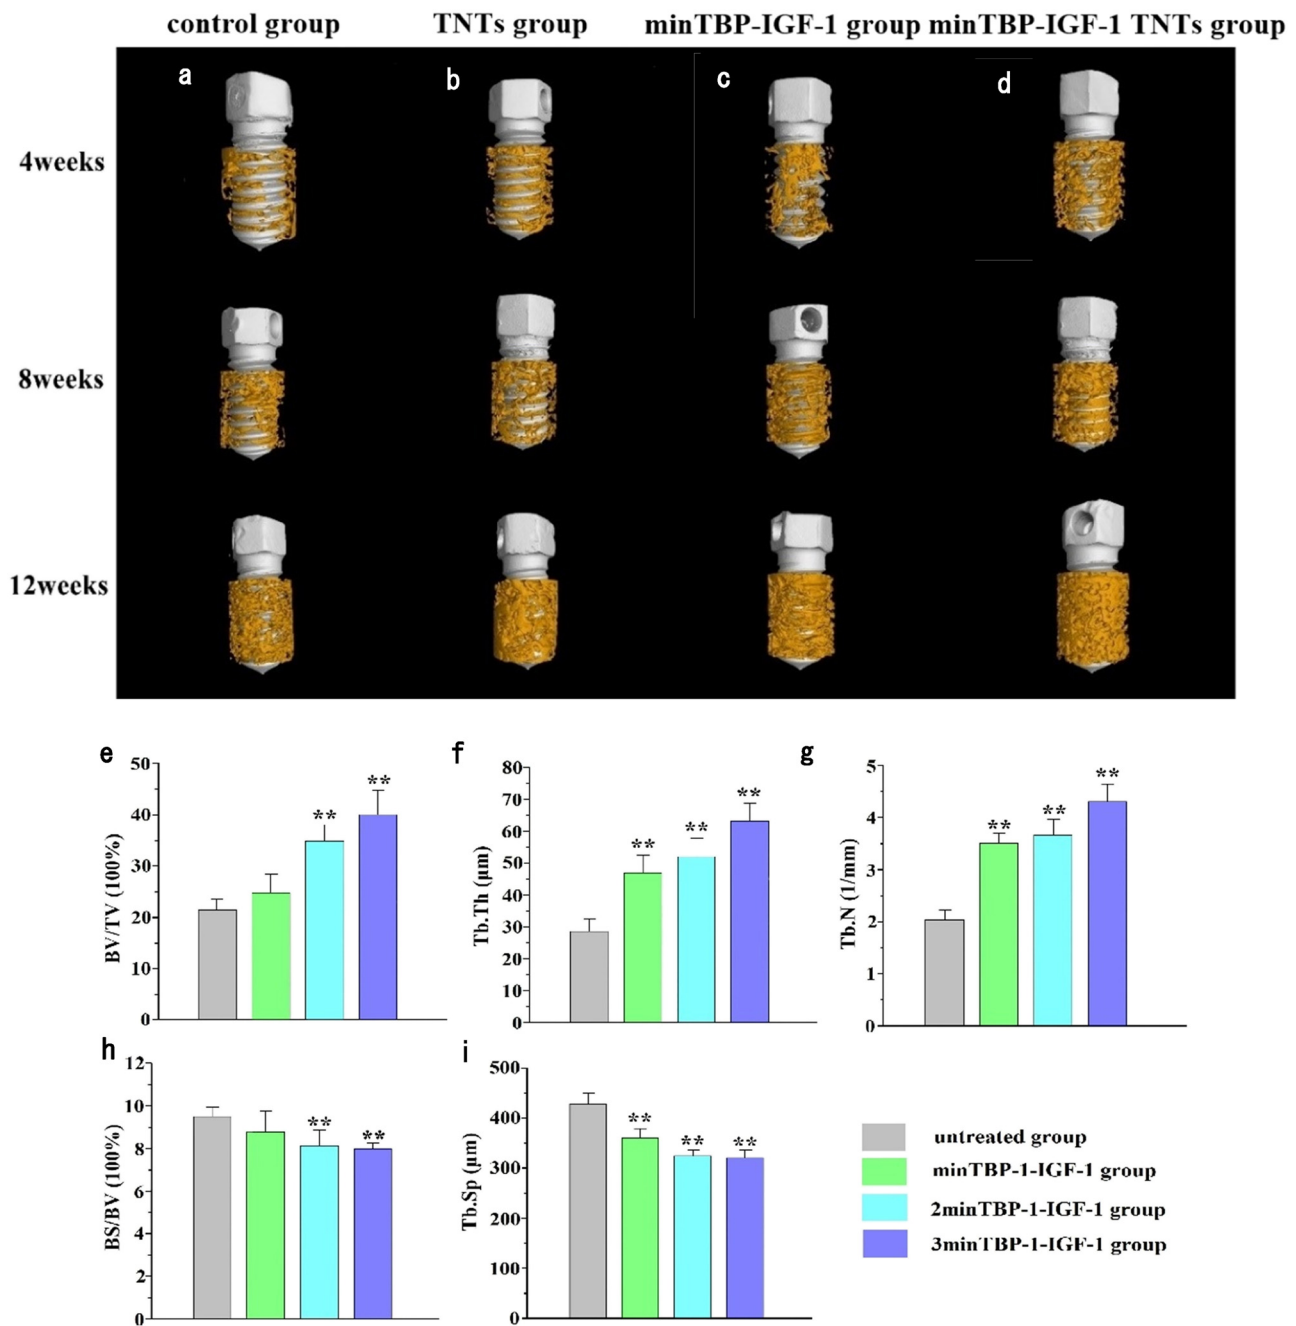 control group TNTs group minTBP-IGF-1 group minTBP-IGF-1 TNTs group
a b c d
4weeks
8weeks
12weeks
e
BV/TV (100%)
50
40
30
20
10
0
** **
f
Tb.Th (μm)
80
70
60
50
40
30
20
10
0
** ** **
g
Tb.N (1/mm)
5
4
3
2
1
0
** ** **
h
BS/BV (100%)
12
10
8
6
4
2
0
** **
i
Tb.Sp (μm)
500
400
300
200
100
0
** ** **
untreated group
minTBP-1-IGF-1 group
2minTBP-1-IGF-1 group
3minTBP-1-IGF-1 group